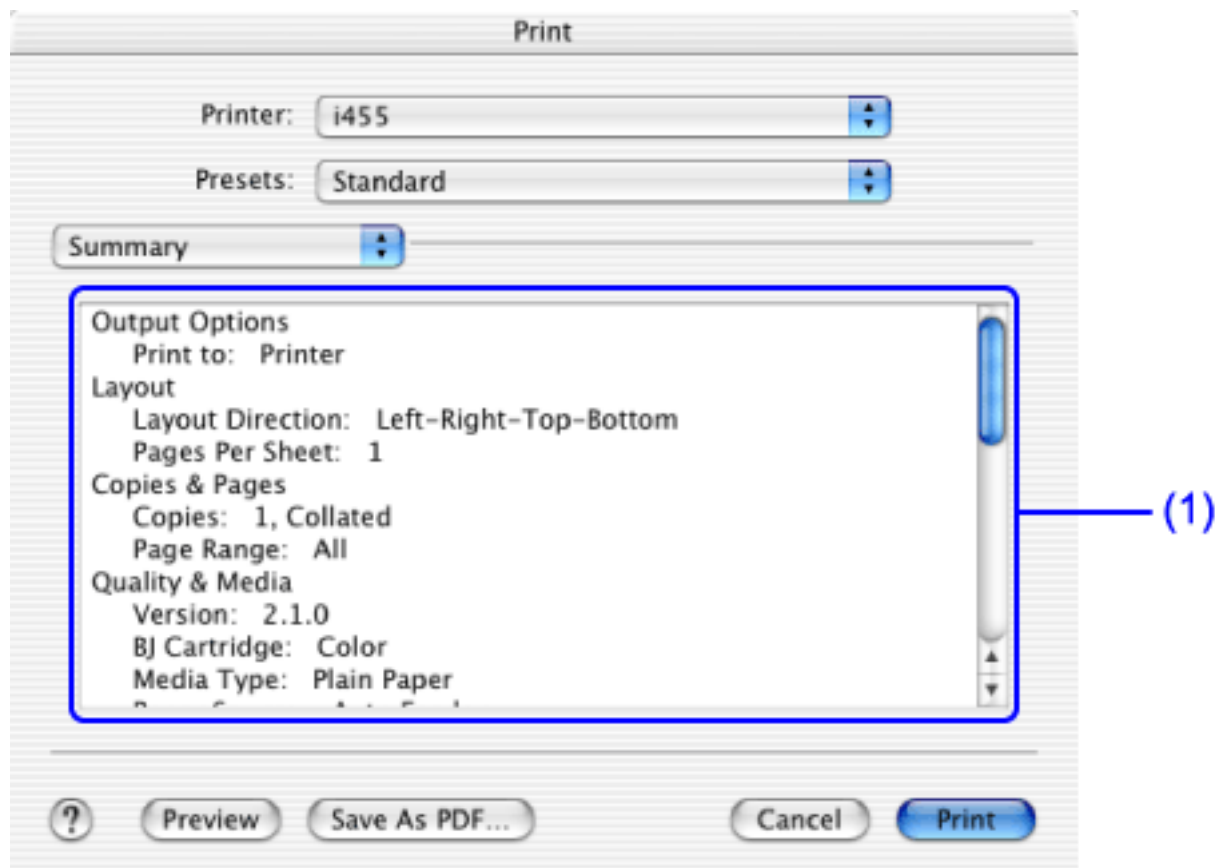 Print
Printer: i455
Presets: Standard
Summary
Output Options
Print to: Printer
Layout
Layout Direction: Left-Right-Top-Bottom
Pages Per Sheet: 1
Copies & Pages
Copies: 1, Collated
Page Range: All
Quality & Media
Version: 2.1.0
BJ Cartridge: Color
Media Type: Plain Paper
(1)
? Preview Save As PDF... Cancel Print